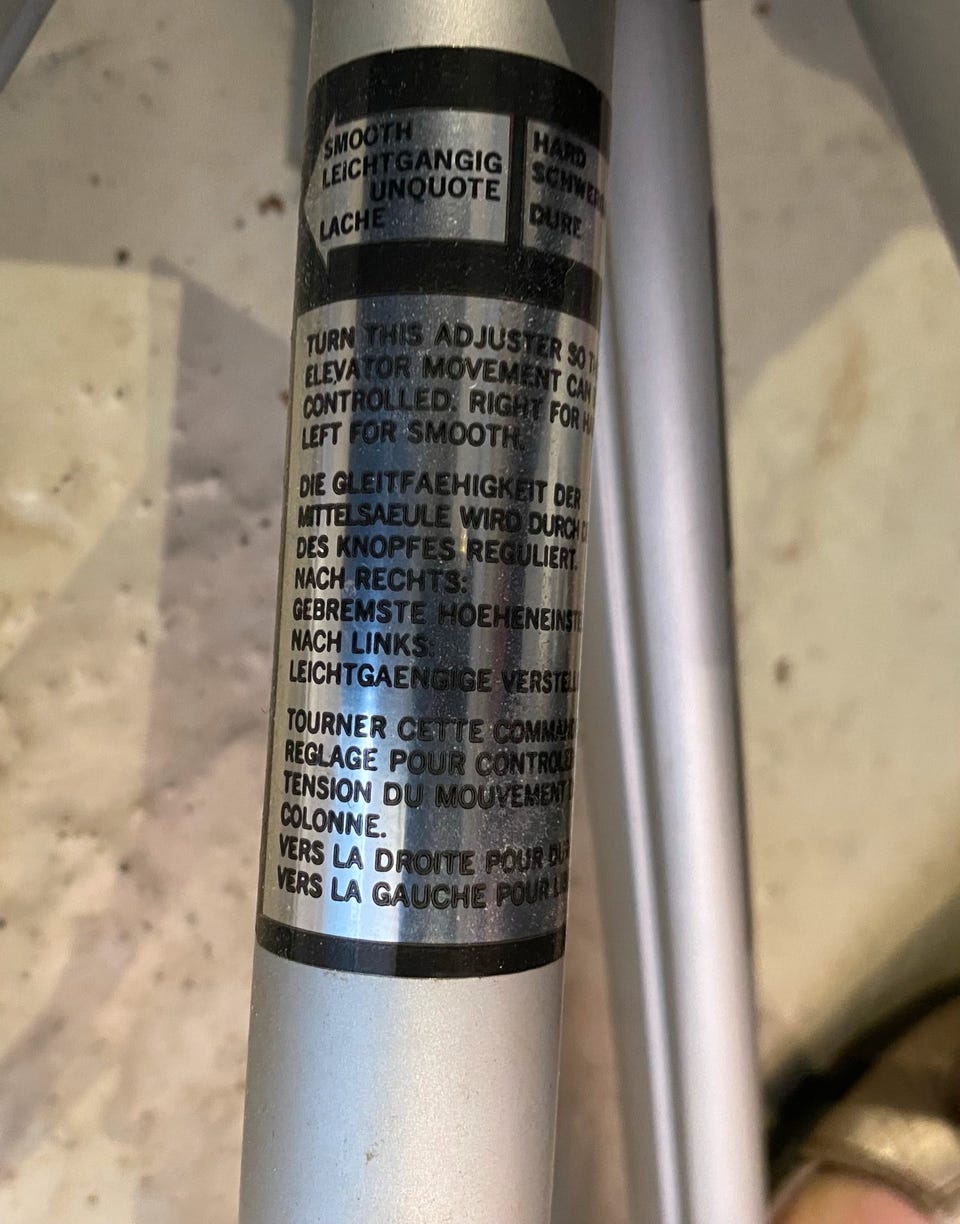 SMOOTH
LEICHTGANGIG
UNQUOTE
LACHE
HARD
DURE
TURN THIS ADJUSTER SO
ELEVATOR MOVEMENT CAN
CONTROLLED. RIGHT FOR
LEFT FOR SMOOTH.
DIE GLEITFAEHIGKEIT DER
MITTELSAEULE WIRD DURCH
DES KNOPFES REGULIERT.
NACH RECHTS:
GEBREMSTE
NACH LINKS:
LEICHTGAENGIGE
TOURNER CETTE
REGLAGE POUR
TENSION DU MOUVEMENT
COLONNE.
VERS LA DROITE POUR
VERS LA GAUCHE POUR